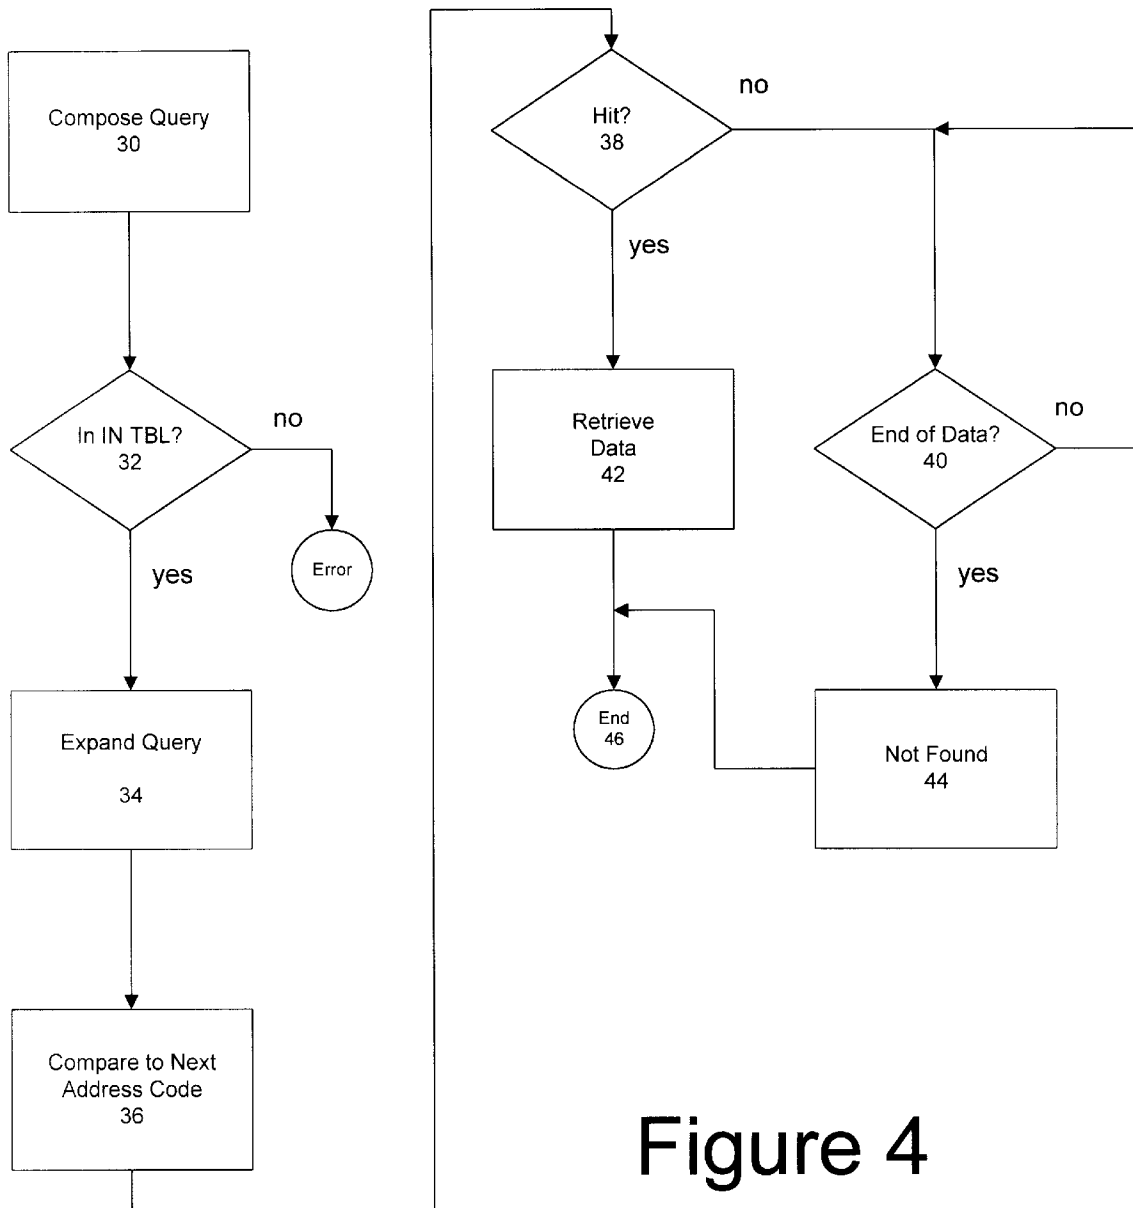 Compose Query
30
In IN TBL?
32
no
Error
yes
Expand Query
34
Compare to Next
Address Code
36
Hit?
38
no
yes
Retrieve
Data
42
End of Data?
40
no
yes
End
46
Not Found
44
Figure 4